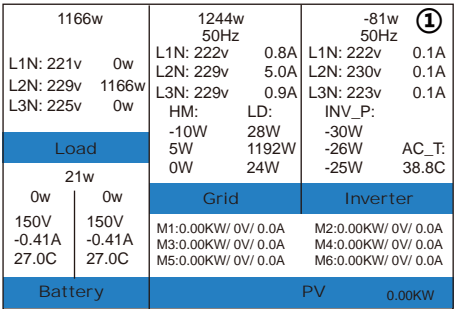 1166w
L1N: 221v 0w
L2N: 229v 1166w
L3N: 225v 0w
Load
1244w
50Hz
L1N: 222v 0.8A
L2N: 229v 5.0A
L3N: 229v 0.9A
HM: LD:
-10W 28W
5W 1192W
0W 24W
Grid
-81w ①
50Hz
L1N: 222v 0.1A
L2N: 230v 0.1A
L3N: 223v 0.1A
INV_P:
-30W
-26W AC_T:
-25W 38.8C
Inverter
21w
0w 0w
150V 150V
-0.41A -0.41A
27.0C 27.0C
Battery
M1:0.00KW/ 0V/ 0.0A M2:0.00KW/ 0V/ 0.0A
M3:0.00KW/ 0V/ 0.0A M4:0.00KW/ 0V/ 0.0A
M5:0.00KW/ 0V/ 0.0A M6:0.00KW/ 0V/ 0.0A
PV 0.00KW